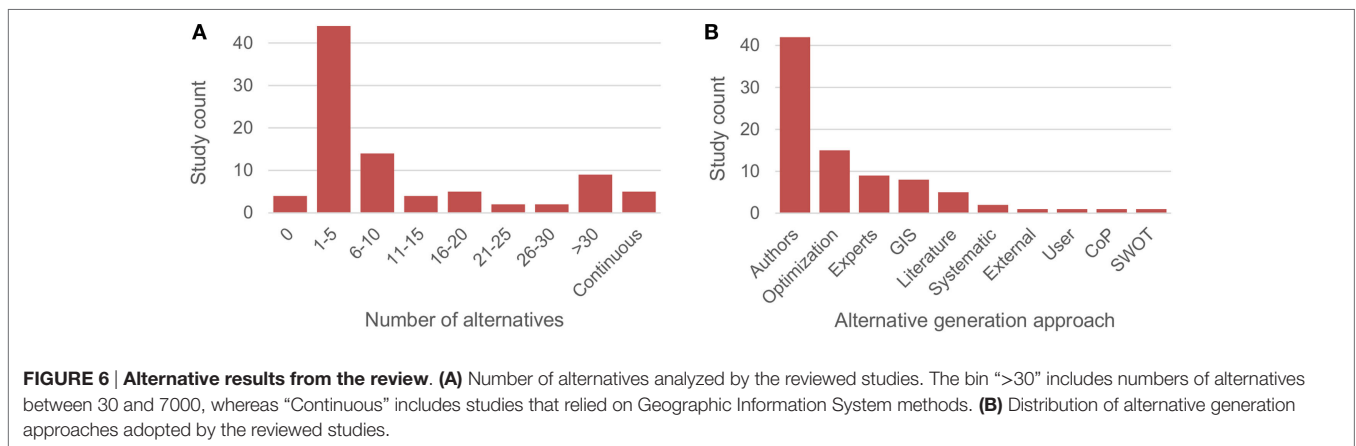 A
Study count
40
30
20
10
0
0
1-5
6-10
11-15
16-20
21-25
26-30
>30
Continuous
Number of alternatives
B
Study count
40
30
20
10
0
Authors
Optimization
Experts
GIS
Literature
Systematic
External
User
CoP
SWOT
Alternative generation approach
FIGURE 6 | Alternative results from the review. (A) Number of alternatives analyzed by the reviewed studies. The bin “>30” includes numbers of alternatives
between 30 and 7000, whereas “Continuous” includes studies that relied on Geographic Information System methods. (B) Distribution of alternative generation
approaches adopted by the reviewed studies.